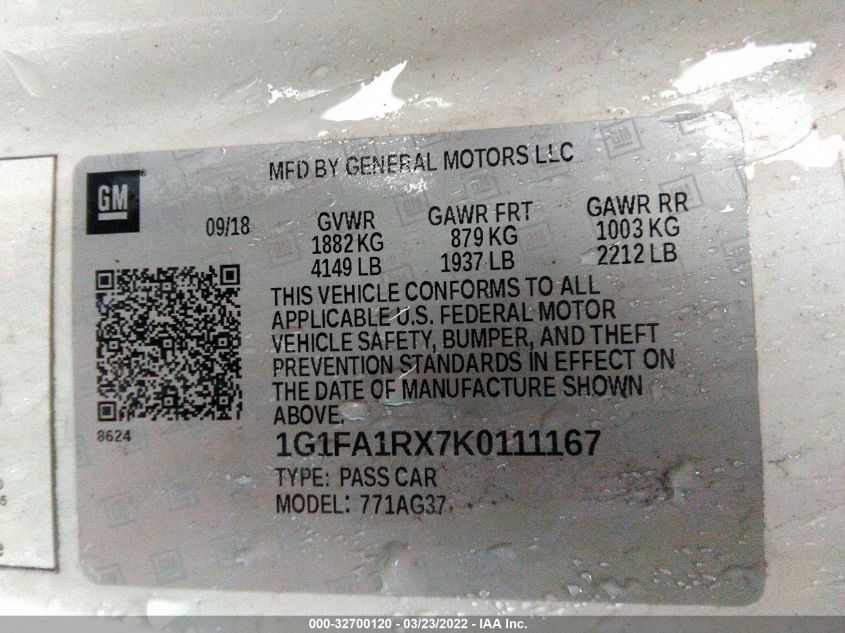 MFD BY GENERAL MOTORS LLC
GM
09/18 GVWR GAWR FRT GAWR RR
1882 KG 879 KG 1003 KG
4149 LB 1937 LB 2212 LB
THIS VEHICLE CONFORMS TO ALL
APPLICABLE U.S. FEDERAL MOTOR
VEHICLE SAFETY, BUMPER, AND THEFT
PREVENTION STANDARDS IN EFFECT ON
THE DATE OF MANUFACTURE SHOWN
ABOVE.
8624
1G1FA1RX7K0111167
TYPE: PASS CAR
MODEL: 771AG37
000-32700120 - 03/23/2022 - IAA Inc.